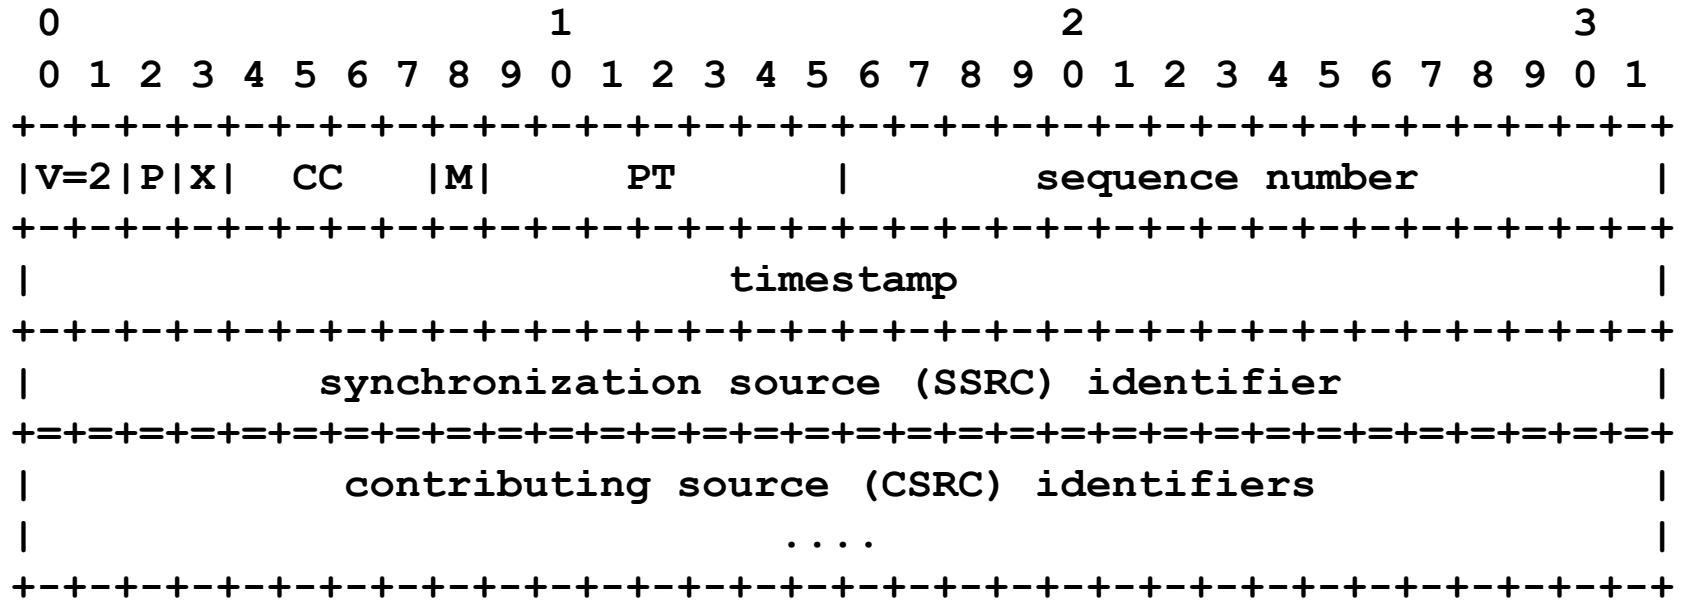 0                   1                   2                   3
 0 1 2 3 4 5 6 7 8 9 0 1 2 3 4 5 6 7 8 9 0 1 2 3 4 5 6 7 8 9 0 1
+-+-+-+-+-+-+-+-+-+-+-+-+-+-+-+-+-+-+-+-+-+-+-+-+-+-+-+-+-+-+-+-+
|V=2|P|X|  CC   |M|     PT      |       sequence number         |
+-+-+-+-+-+-+-+-+-+-+-+-+-+-+-+-+-+-+-+-+-+-+-+-+-+-+-+-+-+-+-+-+
|                           timestamp                           |
+-+-+-+-+-+-+-+-+-+-+-+-+-+-+-+-+-+-+-+-+-+-+-+-+-+-+-+-+-+-+-+-+
|           synchronization source (SSRC) identifier            |
+=+=+=+=+=+=+=+=+=+=+=+=+=+=+=+=+=+=+=+=+=+=+=+=+=+=+=+=+=+=+=+=+
|            contributing source (CSRC) identifiers             |
|                             ....                              |
+-+-+-+-+-+-+-+-+-+-+-+-+-+-+-+-+-+-+-+-+-+-+-+-+-+-+-+-+-+-+-+-+